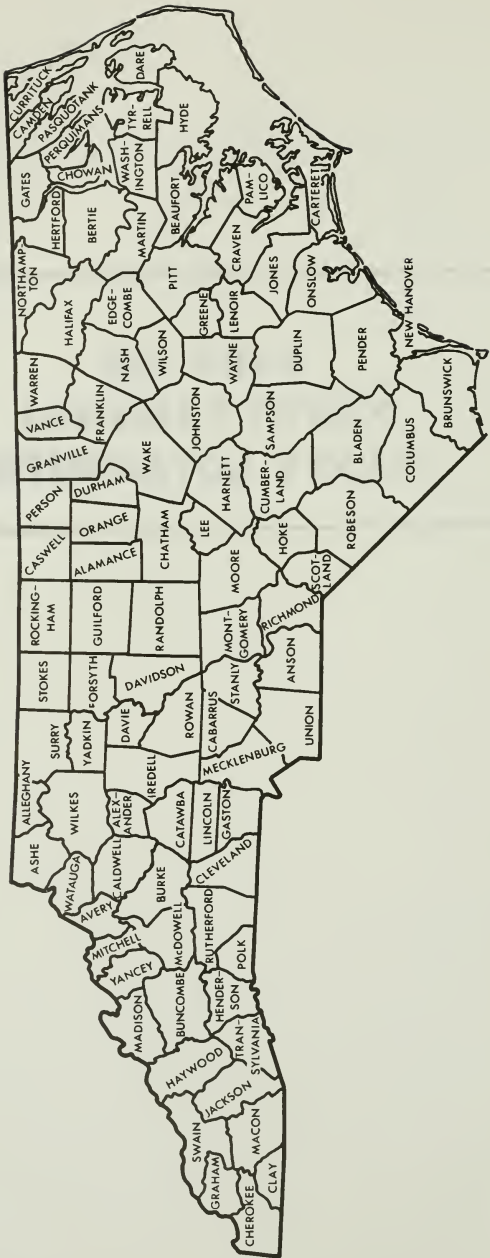 CURRITUCK
CAMDEN
PASQUOTANK
PERQUIMANS
GATES
CHOWAN
HERTFORD
NORTHAMP
TON
BERTIE
HALIFAX
WARREN
VANCE
GRANVILLE
PERSON
CASWELL
ROCKING-
HAM
STOKES
SURRY
ALLEGHANY
ASHE
WATAUGA
WILKES
YADKIN
FORSYTH
GUILFORD
ALAMANCE
ORANGE
DURHAM
FRANKLIN
NASH
EDGE-
COMBE
MARTIN
WASH-
INGTON
TYR-
RELL
DARE
HYDE
BEAUFORT
PITT
WILSON
WAKE
CHATHAM
RANDOLPH
DAVIDSON
DAVIE
IREDELL
ALEX-
ANDER
CALDWELL
AVERY
MITCHELL
YANCEY
MADISON
BUNCOMBE
McDOWELL
BURKE
CATAWBA
ROWAN
LINCOLN
GASTON
CLEVELAND
RUTHERFORD
POLK
HENDER-
SON
TRAN-
SYLVANIA
HAYWOOD
JACKSON
SWAIN
GRAHAM
CHEROKEE
CLAY
MACON
MECKLENBURG
CABARRUS
STANLY
UNION
ANSON
MONT-
GOMERY
RICHMOND
MOORE
LEE
HARNETT
JOHNSTON
WAYNE
GREENE
LENOIR
CRAVEN
PAM-
LICO
CARTERET
JONES
ONSLOW
DUPLIN
SAMPSON
CUMBER-
LAND
HOKE
SCOT-
LAND
ROBESON
BLADEN
PENDER
NEW HANOVER
BRUNSWICK
COLUMBUS